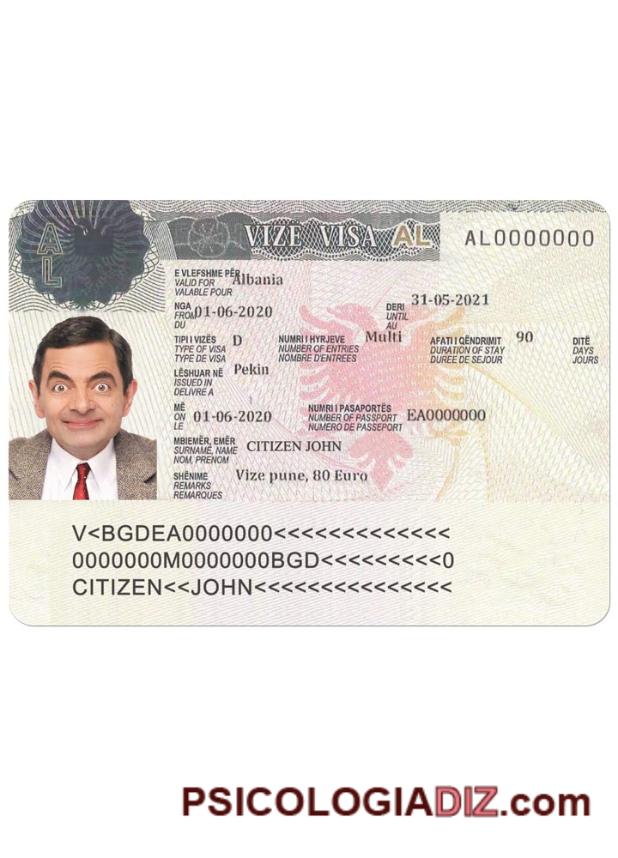 AL
VIZE VISA AL
AL0000000
E VLEFSHME PËR
VALID FOR
VALABLE POUR
Albania
NGA
FROM
DU
01-06-2020
DERI
UNTIL
AU
31-05-2021
TIPI I VIZËS
TYPE OF VISA
TYPE DE VISA
D
NUMRI I HYRJEVE
NUMBER OF ENTRIES
NOMBRE D'ENTREES
Multi
AFATI I QËNDRIMIT
DURATION OF STAY
DUREE DE SEJOUR
90
DITË
DAYS
JOURS
LËSHUAR NË
ISSUED IN
DELIVRE A
Pekin
MË
ON
LE
01-06-2020
NUMRI I PASAPORTËS
NUMBER OF PASSPORT
NUMERO DE PASSEPORT
EA0000000
MBIEMËR, EMËR
SURNAME, NAME
NOM, PRENOM
CITIZEN JOHN
SHËNIME
REMARKS
REMARQUES
Vize pune, 80 Euro
V<BGDEA0000000<<<<<<<<<<<<<
0000000M0000000BGD<<<<<<<<<0
CITIZEN<<JOHN<<<<<<<<<<<<<<<
PSICOLOGIADIZ.com